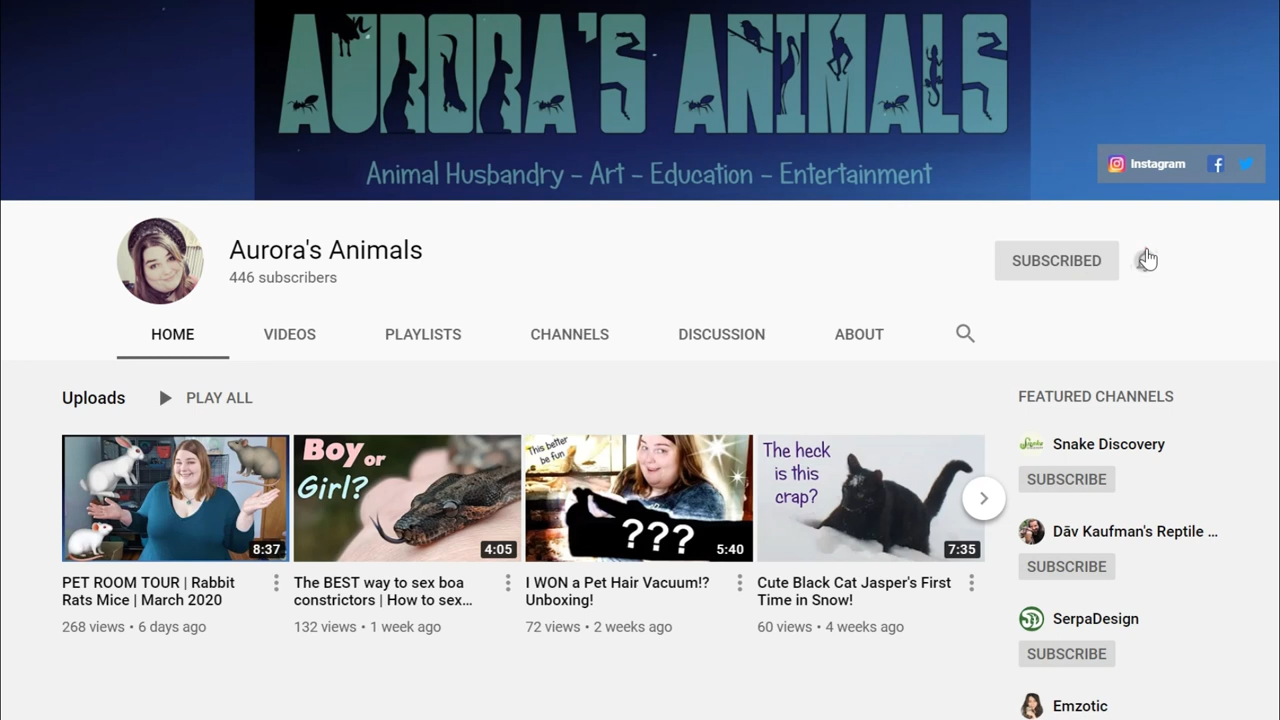 AURORA'S ANIMALS
Animal Husbandry - Art - Education - Entertainment
Instagram
Aurora's Animals
446 subscribers
SUBSCRIBED
HOME
VIDEOS
PLAYLISTS
CHANNELS
DISCUSSION
ABOUT
Uploads
PLAY ALL
8:37
PET ROOM TOUR | Rabbit
Rats Mice | March 2020
268 views • 6 days ago
Boy or
Girl?
4:05
The BEST way to sex boa
constrictors | How to sex...
132 views • 1 week ago
This better
be fun
???
5:40
I WON a Pet Hair Vacuum!?
Unboxing!
72 views • 2 weeks ago
The heck
is this
crap?
7:35
Cute Black Cat Jasper's First
Time in Snow!
60 views • 4 weeks ago
FEATURED CHANNELS
Snake Discovery
SUBSCRIBE
Dāv Kaufman's Reptile ...
SUBSCRIBE
SerpaDesign
SUBSCRIBE
Emzotic